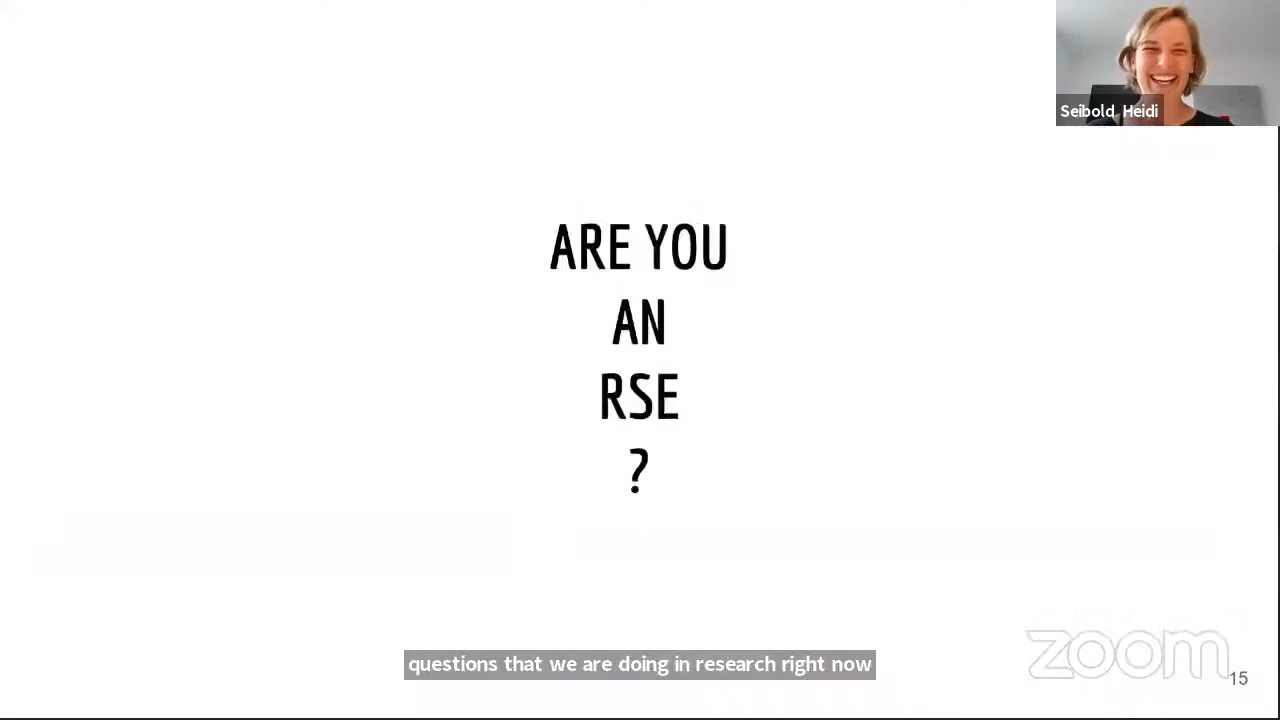 Seibold Heidi
ARE YOU
AN
RSE
?
questions that we are doing in research right now
zoom
15